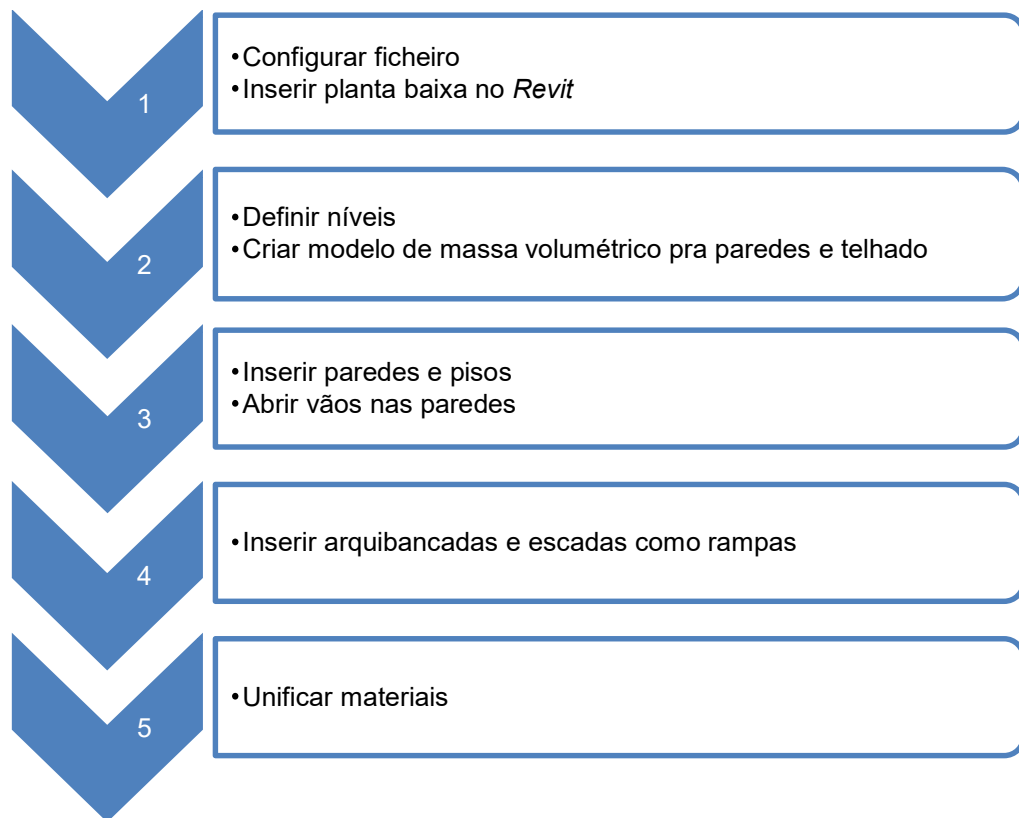 1
•Configurar ficheiro
•Inserir planta baixa no Revit
2
•Definir níveis
•Criar modelo de massa volumétrico pra paredes e telhado
3
•Inserir paredes e pisos
•Abrir vãos nas paredes
4
•Inserir arquibancadas e escadas como rampas
5
•Unificar materiais